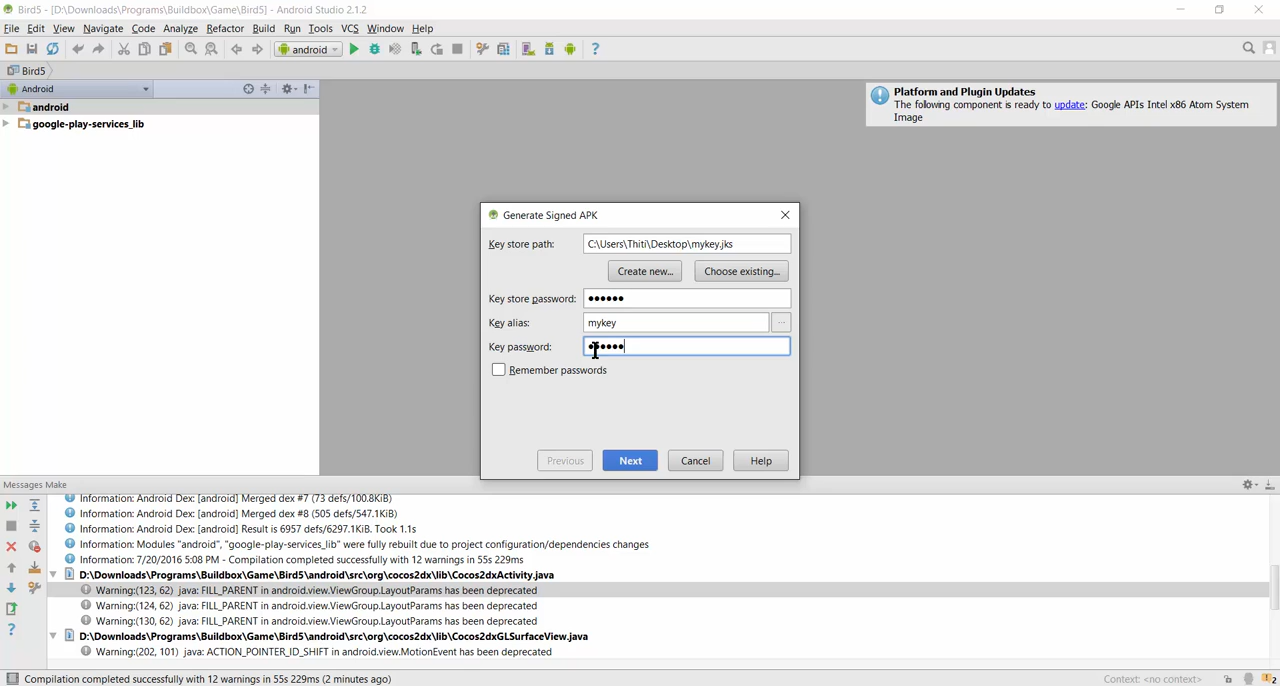 Bird5 - [D:\Downloads\Programs\Buildbox\Game\Bird5] - Android Studio 2.1.2
File Edit View Navigate Code Analyze Refactor Build Run Tools VCS Window Help
android
Bird5
Android
android
google-play-services_lib
Platform and Plugin Updates
The following component is ready to update: Google APIs Intel x86 Atom System
Image
Generate Signed APK
Key store path: C:\Users\Thiti\Desktop\mykey.jks
Create new... Choose existing...
Key store password: ••••••
Key alias: mykey ...
Key password: ••••••
Remember passwords
Previous Next Cancel Help
Messages Make
Information: Android Dex: [android] Merged dex #7 (73 defs/100.8KiB)
Information: Android Dex: [android] Merged dex #8 (505 defs/547.1KiB)
Information: Android Dex: [android] Result is 6957 defs/6297.1KiB. Took 1.1s
Information: Modules "android", "google-play-services_lib" were fully rebuilt due to project configuration/dependencies changes
Information: 7/20/2016 5:08 PM - Compilation completed successfully with 12 warnings in 55s 229ms
D:\Downloads\Programs\Buildbox\Game\Bird5\android\src\org\cocos2dx\lib\Cocos2dxActivity.java
Warning:(123, 62) java: FILL_PARENT in android.view.ViewGroup.LayoutParams has been deprecated
Warning:(124, 62) java: FILL_PARENT in android.view.ViewGroup.LayoutParams has been deprecated
Warning:(130, 62) java: FILL_PARENT in android.view.ViewGroup.LayoutParams has been deprecated
D:\Downloads\Programs\Buildbox\Game\Bird5\android\src\org\cocos2dx\lib\Cocos2dxGLSurfaceView.java
Warning:(202, 101) java: ACTION_POINTER_ID_SHIFT in android.view.MotionEvent has been deprecated
Compilation completed successfully with 12 warnings in 55s 229ms (2 minutes ago) Context: <no context> 2